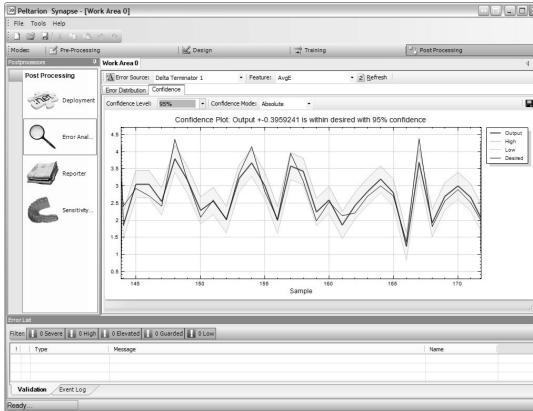 Peltarion Synapse - [Work Area 0]
File Tools Help
Modes: Pre-Processing Design Training Post Processing
Postprocessors
Work Area 0
Post Processing
Error Source: Delta Terminator 1 Feature: AvgE Refresh
Error Distribution Confidence
Confidence Level: 95% Confidence Mode: Absolute
Deployment
Error Anal...
Reporter
Sensitivity...
Confidence Plot: Output +-0.3959241 is within desired with 95% confidence
4.5
4
3.5
3
2.5
2
1.5
1
0.5
145 150 155 160 165 170
Sample
Output
High
Low
Desired
Error List
Filter: 0 Severe 0 High 0 Elevated 0 Guarded 0 Low
! Type Message Name
Validation Event Log
Ready...